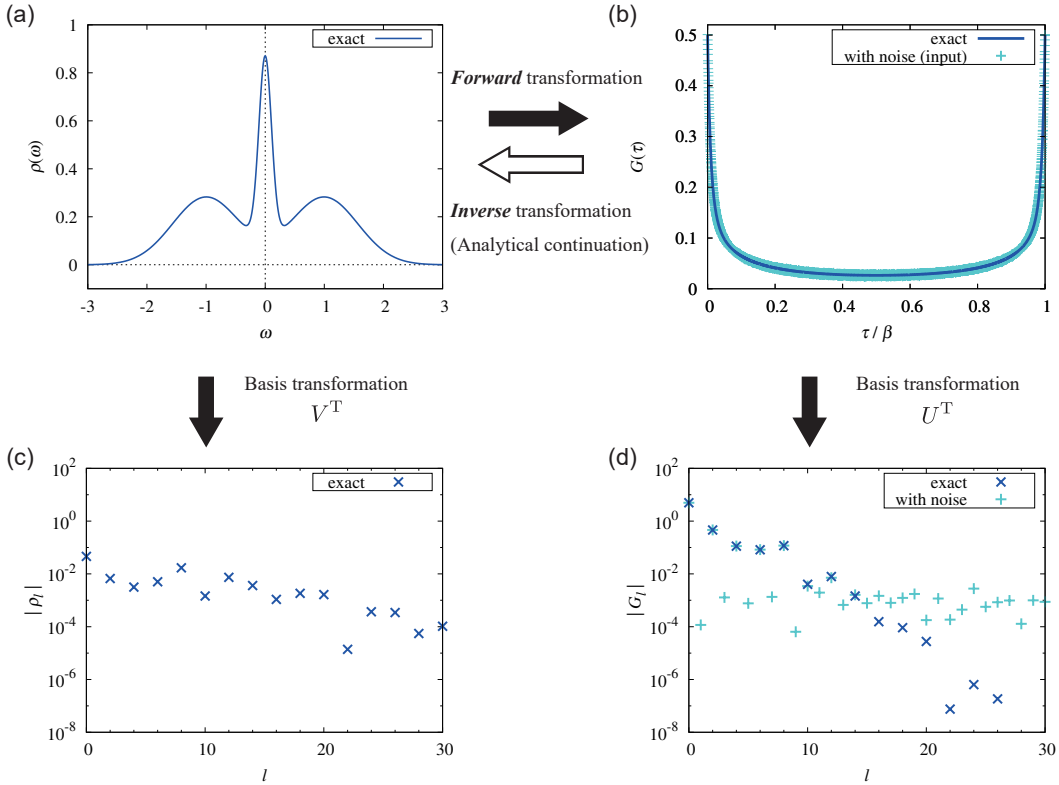 (a)
1
0.8
0.6
0.4
0.2
0
-3 -2 -1 0 1 2 3
ρ(ω)
ω
exact
Forward transformation
Inverse transformation
(Analytical continuation)
(b)
0.5
0.4
0.3
0.2
0.1
0
0 0.2 0.4 0.6 0.8 1
G(τ)
τ / β
exact
with noise (input)
Basis transformation
V^T
Basis transformation
U^T
(c)
10^2
10^0
10^-2
10^-4
10^-6
10^-8
0 10 20 30
| ρ_l |
l
exact
(d)
10^2
10^0
10^-2
10^-4
10^-6
10^-8
0 10 20 30
| G_l |
l
exact
with noise